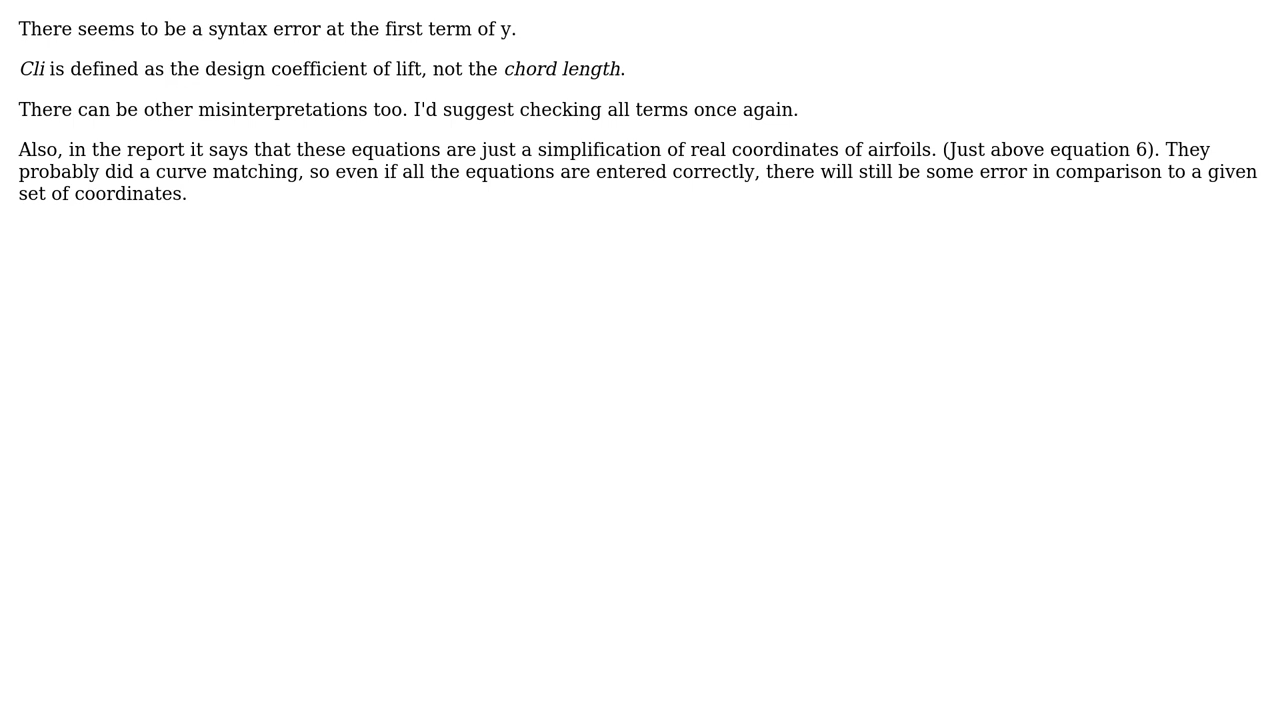 There seems to be a syntax error at the first term of y.
Cli is defined as the design coefficient of lift, not the chord length.
There can be other misinterpretations too. I'd suggest checking all terms once again.
Also, in the report it says that these equations are just a simplification of real coordinates of airfoils. (Just above equation 6). They
probably did a curve matching, so even if all the equations are entered correctly, there will still be some error in comparison to a given
set of coordinates.